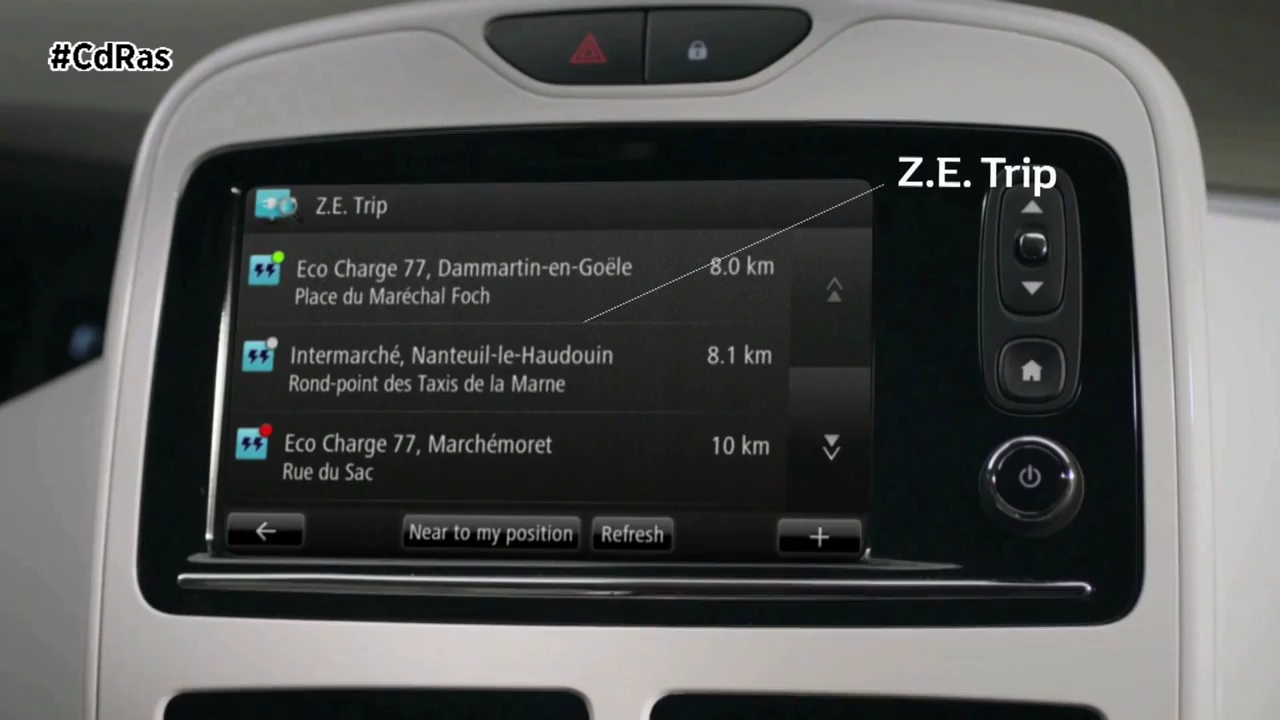 #CdRas
Z.E. Trip
Z.E. Trip
Eco Charge 77, Dammartin-en-Goële 8.0 km
Place du Maréchal Foch
Intermarché, Nanteuil-le-Haudouin 8.1 km
Rond-point des Taxis de la Marne
Eco Charge 77, Marchémoret 10 km
Rue du Sac
Near to my position Refresh +